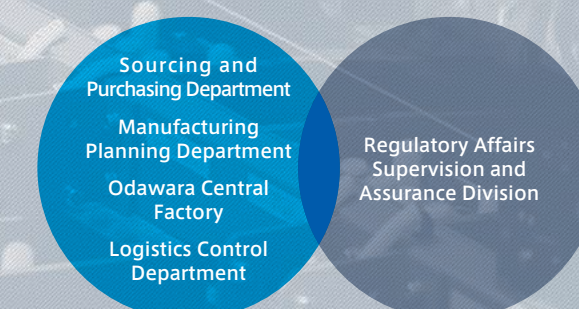 Sourcing and
Purchasing Department
Manufacturing
Planning Department
Odawara Central
Factory
Logistics Control
Department
Regulatory Affairs
Supervision and
Assurance Division